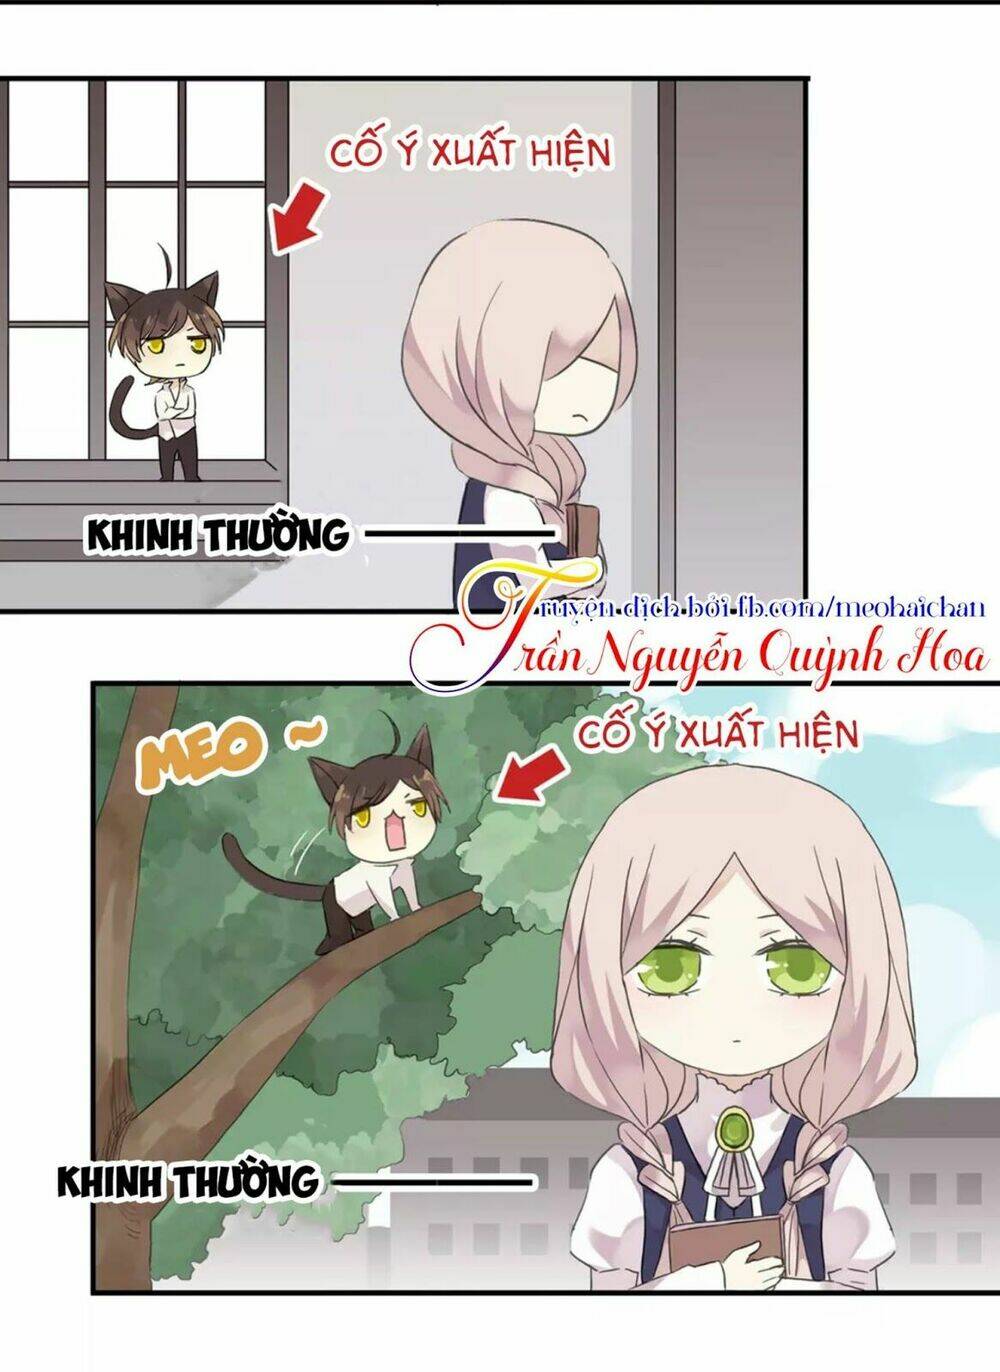 CỐ Ý XUẤT HIỆN
KHINH THƯỜNG
Truyện dịch bởi fb.com/meohaichan
Trần Nguyễn Quỳnh Hoa
MEO ~
CỐ Ý XUẤT HIỆN
KHINH THƯỜNG